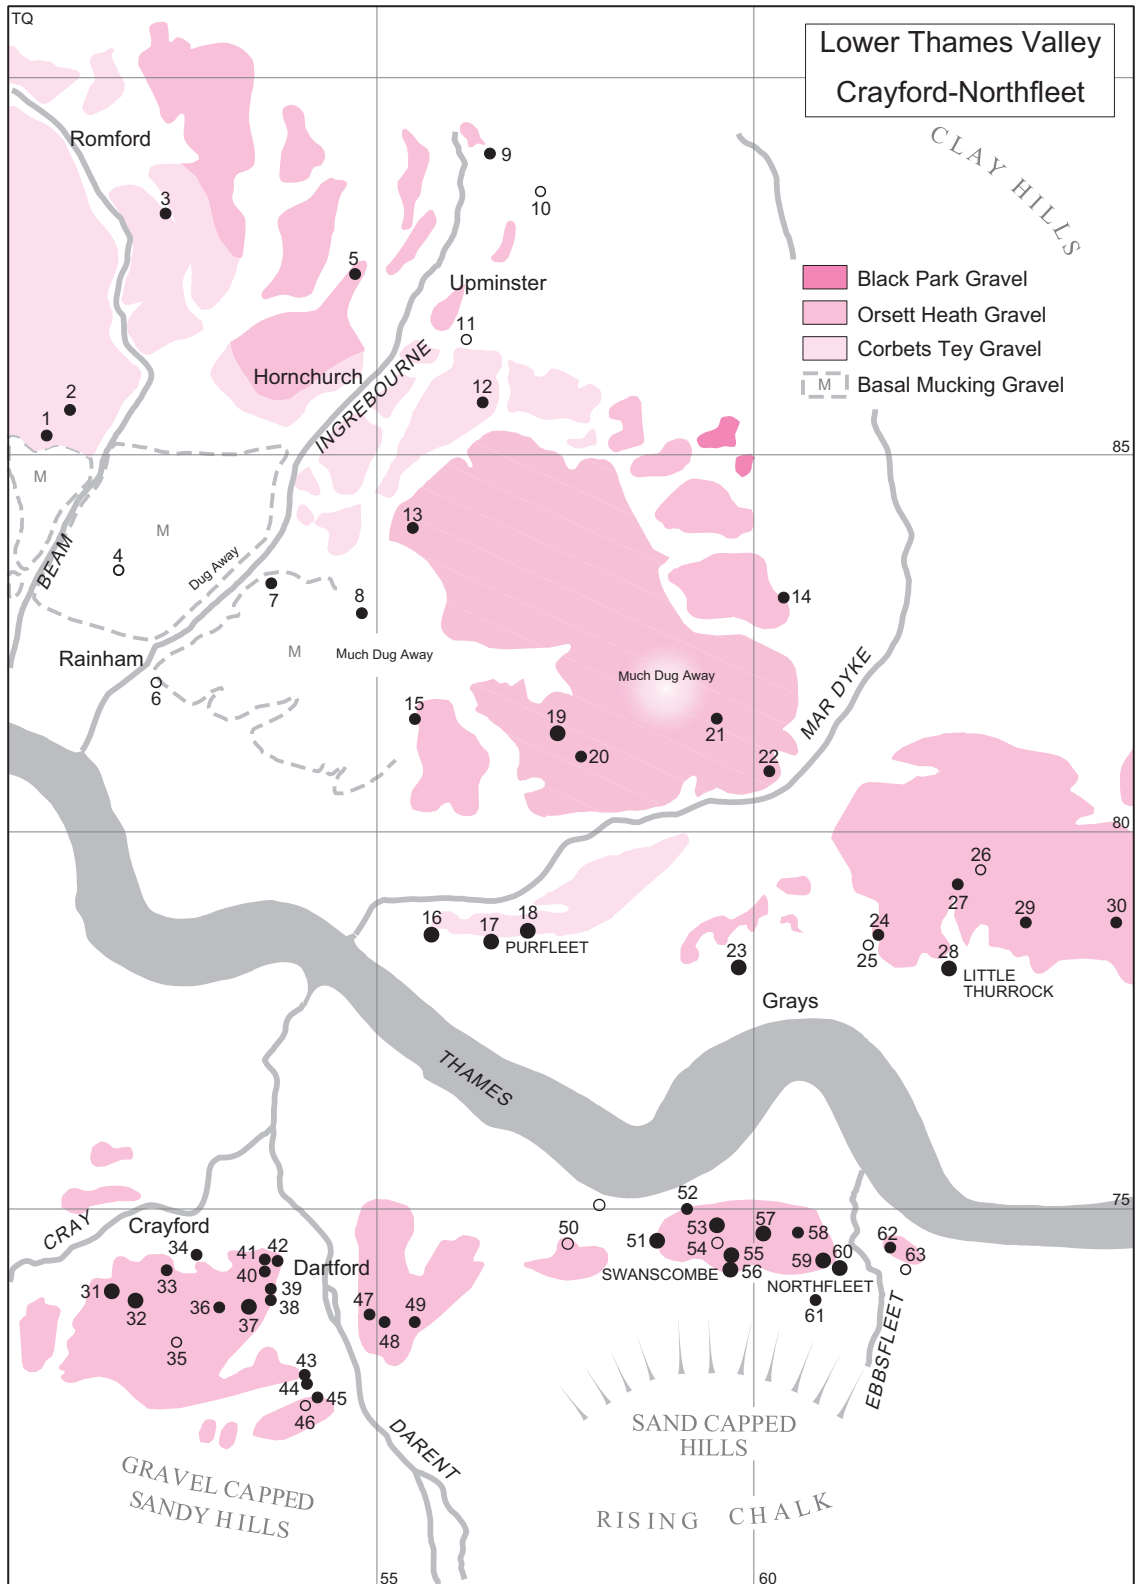 TQ
Lower Thames Valley
Crayford-Northfleet
CLAY HILLS
Romford
9
10
3
5
Upminster
Black Park Gravel
Orsett Heath Gravel
Corbets Tey Gravel
M Basal Mucking Gravel
11
Hornchurch
INGREBOURNE
12
2
1
85
M
M
13
BEAM
4
Dug Away
7
8
14
Rainham
M
Much Dug Away
Much Dug Away
MAR DYKE
6
15
19
20
21
22
80
26
27
29
30
16
17
18
PURFLEET
24
25
23
28
LITTLE
THURROCK
Grays
THAMES
75
CRAY
Crayford
52
50
51
53
54
55
56
57
58
59
60
62
63
34
41
42
33
40
Dartford
SWANSCOMBE
NORTHFLEET
31
32
36
37
39
38
47
48
49
61
35
EBBSFLEET
43
44
45
46
DARENT
SAND CAPPED
HILLS
GRAVEL CAPPED
SANDY HILLS
RISING CHALK
55
60